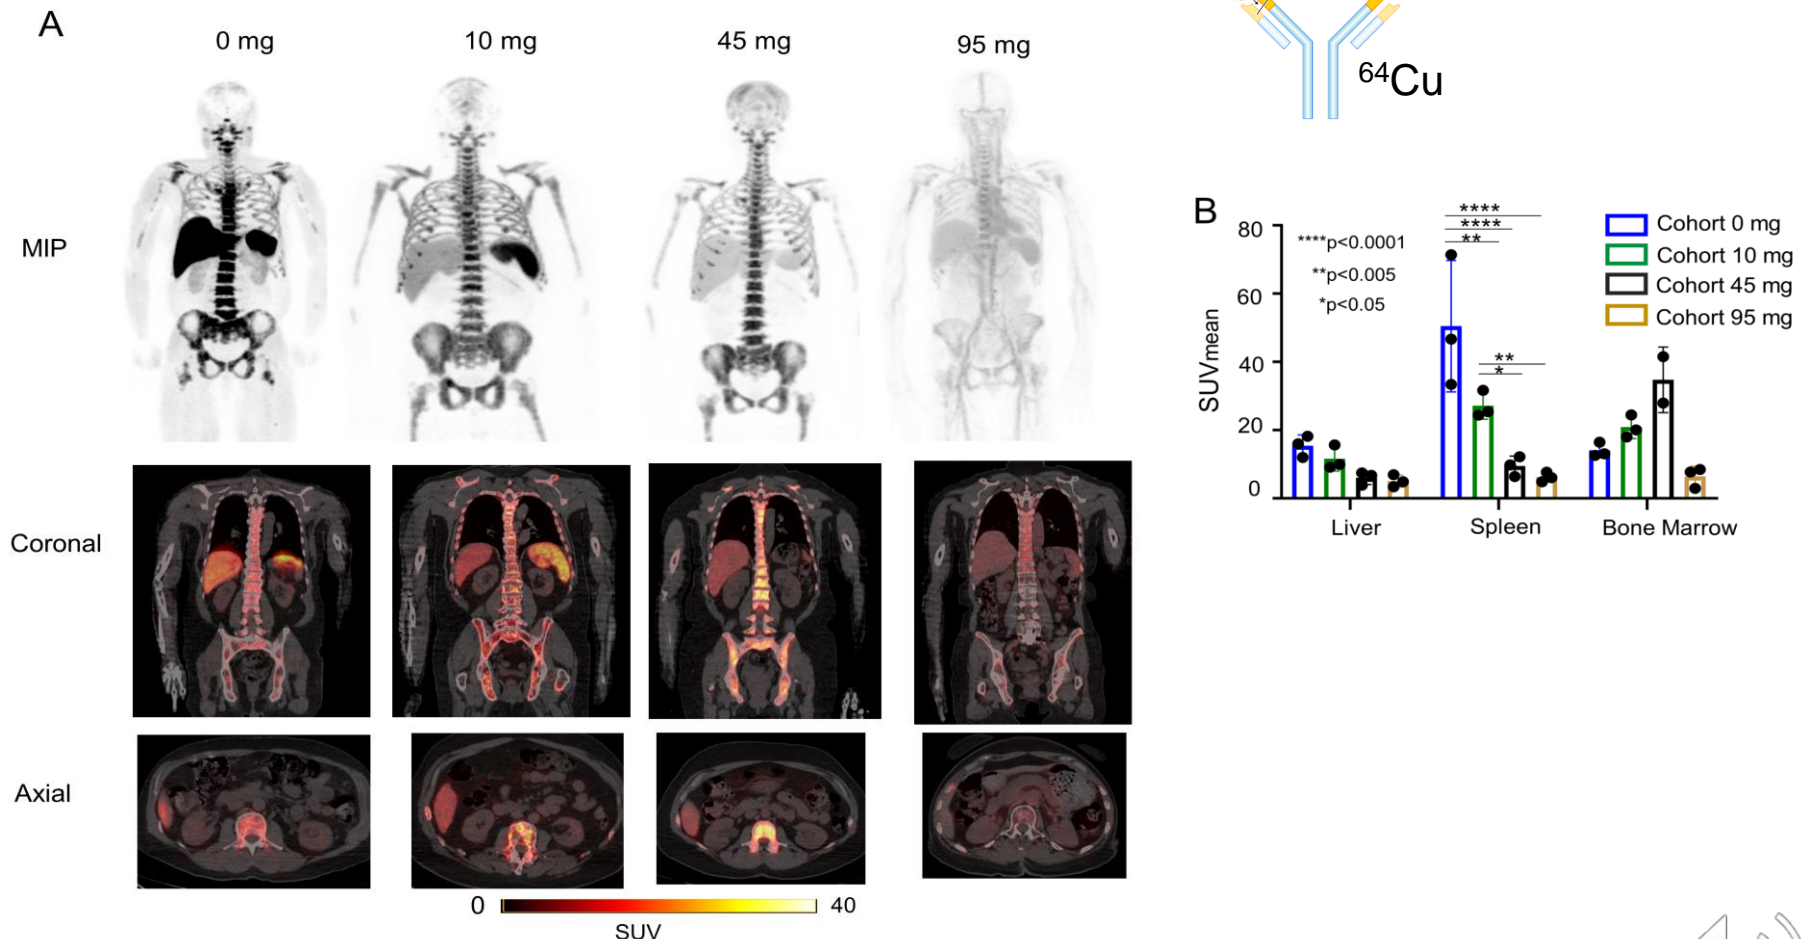 A
0 mg
10 mg
45 mg
95 mg
MIP
Coronal
Axial
0
40
SUV
⁶⁴Cu
B
80
60
40
20
0
SUVmean
****p<0.0001
**p<0.005
*p<0.05
****
****
**
**
*
Cohort 0 mg
Cohort 10 mg
Cohort 45 mg
Cohort 95 mg
Liver
Spleen
Bone Marrow